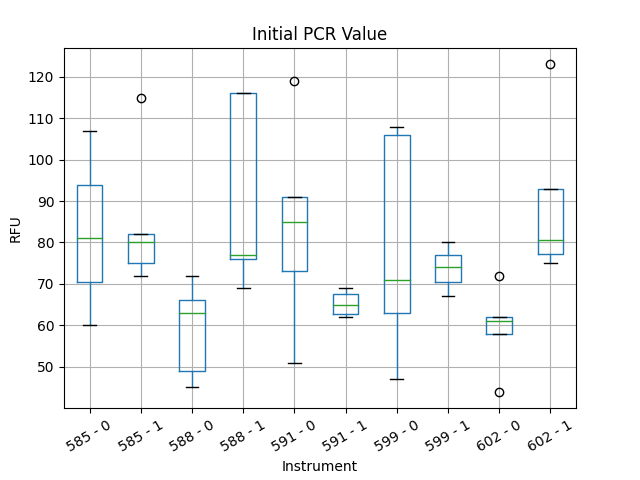 Initial PCR Value
120
110
100
90
80
70
60
50
RFU
585 - 0
585 - 1
588 - 0
588 - 1
591 - 0
591 - 1
599 - 0
599 - 1
602 - 0
602 - 1
Instrument